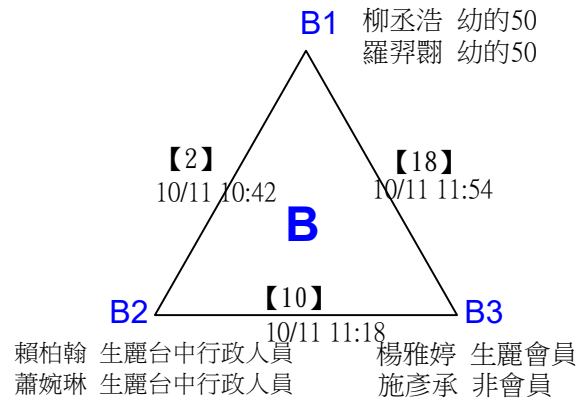 B1
柳丞浩 幼的50
羅羿翾 幼的50
【2】
10/11 10:42
【18】
10/11 11:54
B
B2
【10】
10/11 11:18
B3
賴柏翰 生麗台中行政人員
蕭婉琳 生麗台中行政人員
楊雅婷 生麗會員
施彥承 非會員